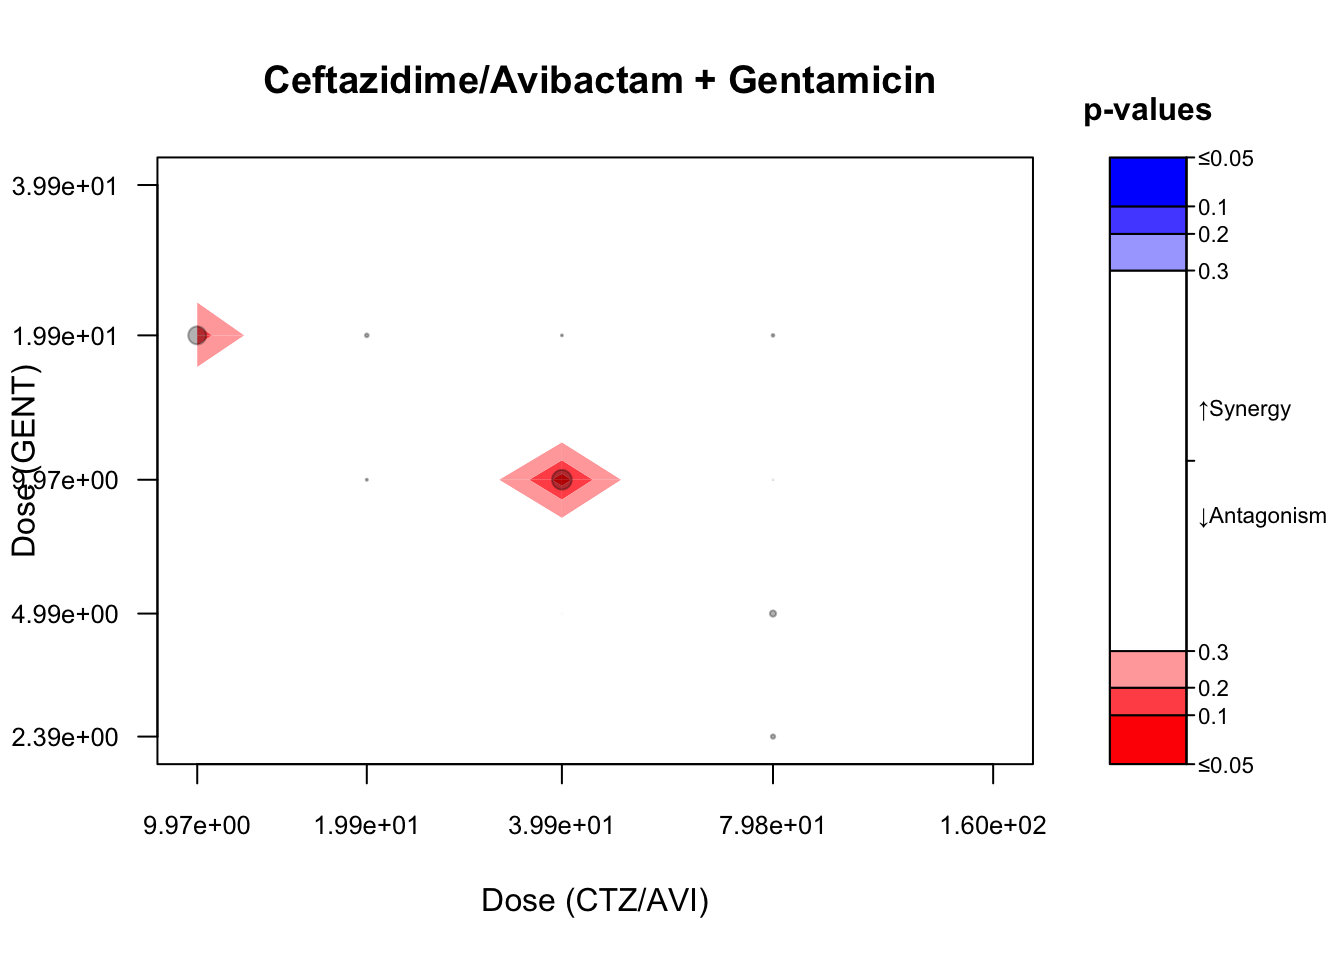 Ceftazidime/Avibactam + Gentamicin
p-values
≤0.05
0.1
0.2
0.3
↑Synergy
↓Antagonism
0.3
0.2
0.1
≤0.05
Dose (GENT)
3.99e+01
1.99e+01
9.97e+00
4.99e+00
2.39e+00
9.97e+00 1.99e+01 3.99e+01 7.98e+01 1.60e+02
Dose (CTZ/AVI)